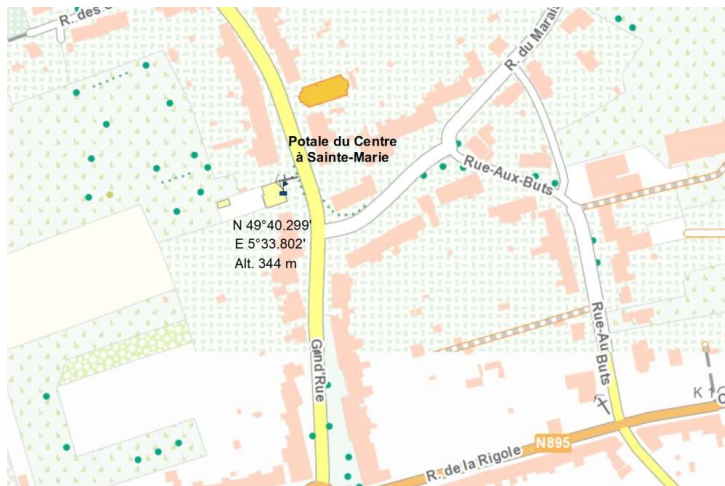 R. des
R. du Marais
Potale du Centre
à Sainte-Marie
Rue-Aux-Buts
N 49°40.299'
E 5°33.802'
Alt. 344 m
Grand'Rue
Rue-Au Buts
K
N895
R. de la Rigole